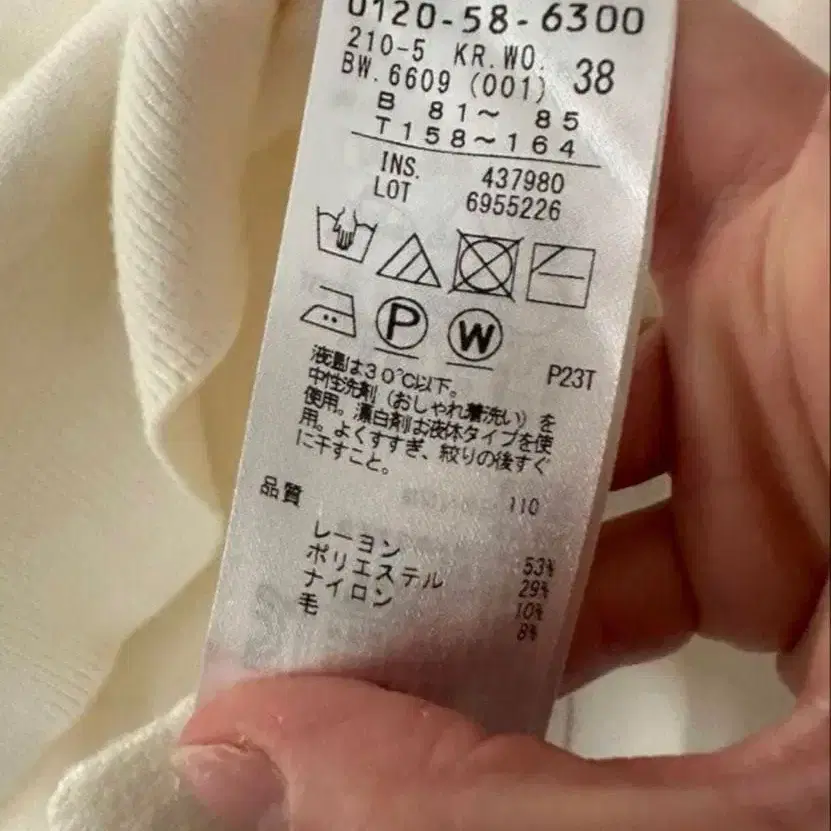 0120-58-6300
210-5 KR.WO.
BW.6609 (001) 38
B 81～ 85
T158～164
INS. 437980
LOT 6955226
P W
P23T
液温は30℃以下。
中性洗剤（おしゃれ着洗い）を
使用。漂白剤はお液体タイプを使
用。よくすすぎ、絞りの後すぐ
に干すこと。
品質 110
レーヨン 53%
ポリエステル 29%
ナイロン 10%
毛 8%